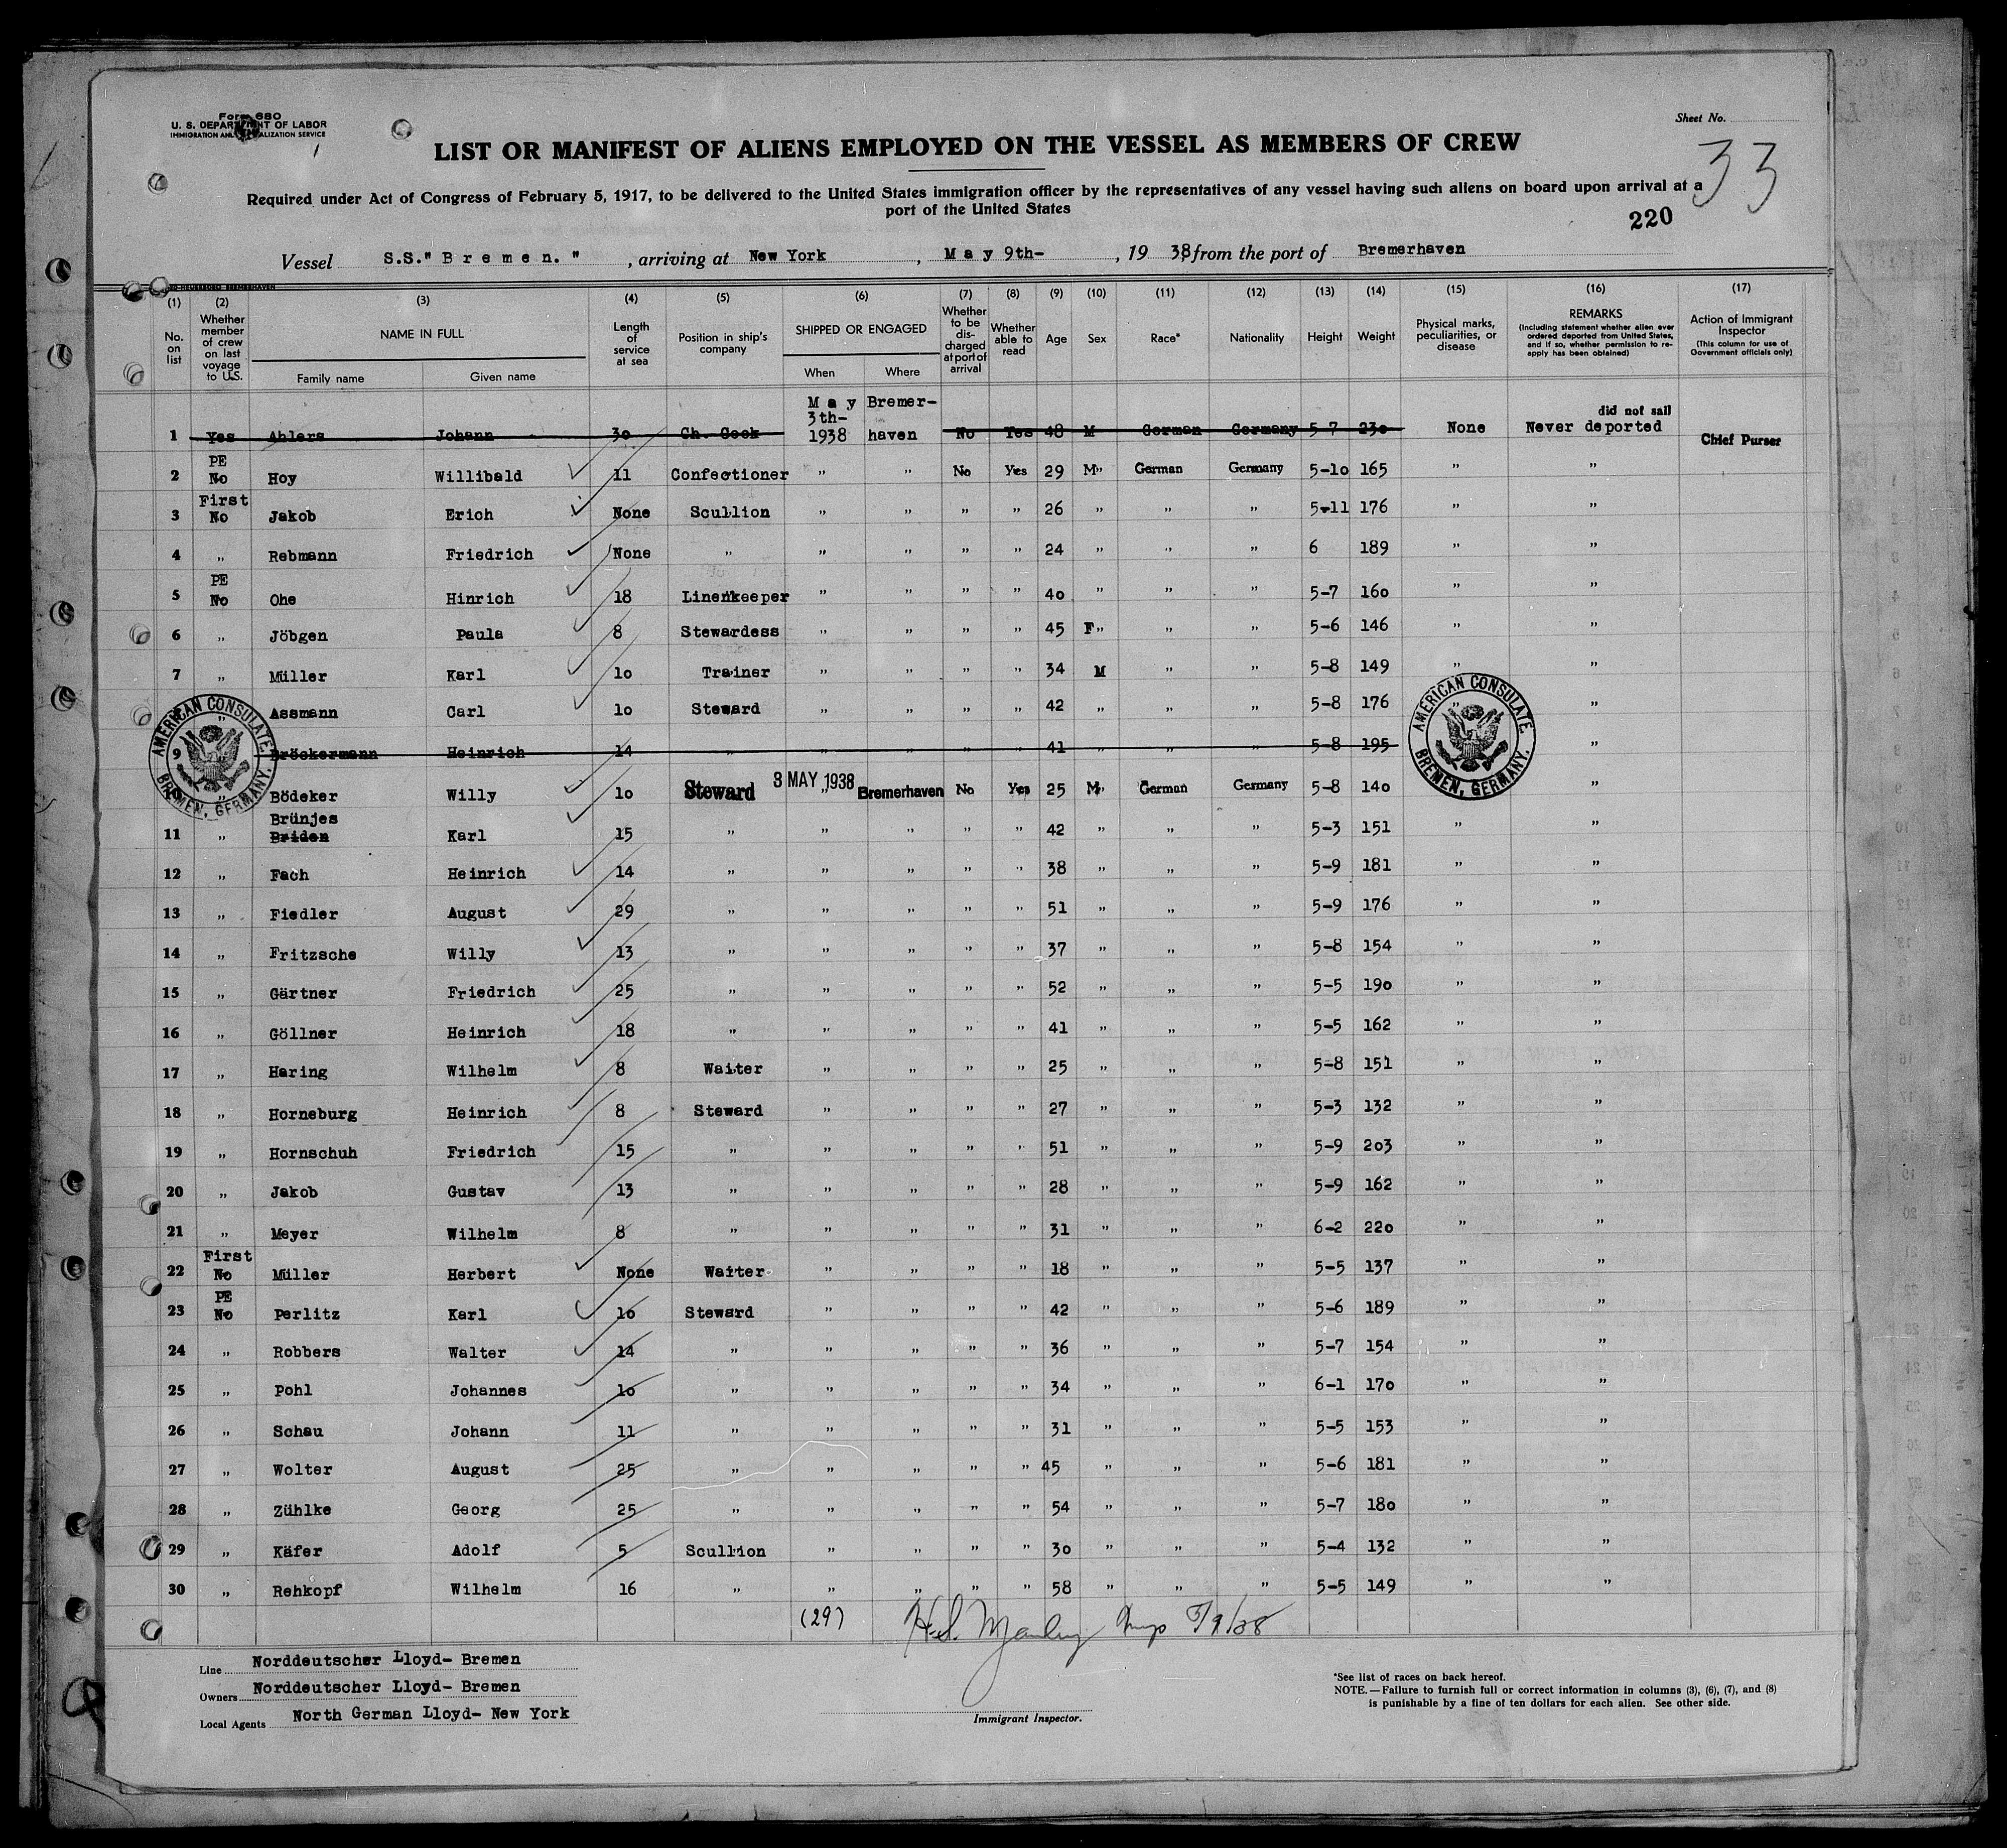 Form 680
U. S. DEPARTMENT OF LABOR
IMMIGRATION AND NATURALIZATION SERVICE
Sheet No.
33
LIST OR MANIFEST OF ALIENS EMPLOYED ON THE VESSEL AS MEMBERS OF CREW
Required under Act of Congress of February 5, 1917, to be delivered to the United States immigration officer by the representatives of any vessel having such aliens on board upon arrival at a
port of the United States
220
Vessel S.S." B r e m e n. " , arriving at New York , M a y 9th- , 19 38 from the port of Bremerhaven
(1) (2) (3) (4) (5) (6) (7) (8) (9) (10) (11) (12) (13) (14) (15) (16) (17)
No. on list Whether member of crew on last voyage to U.S. NAME IN FULL Family name Given name Length of service at sea Position in ship's company SHIPPED OR ENGAGED When Where Whether to be discharged at port of arrival Whether able to read Age Sex Race* Nationality Height Weight Physical marks, peculiarities, or disease REMARKS (Including statement whether alien ever ordered deported from United States, and if so, whether permission to reapply has been obtained) Action of Immigrant Inspector (This column for use of Government officials only)
M a y Bremer-
3th- did not sail
1 Yes Ahlers Johann 30 Ch. Cook 1938 haven No Yes 48 M German Germany 5-7 230 None Never deported Chief Purser
PE
2 No Hoy Willibald 11 Confectioner " " No Yes 29 M" German Germany 5-10 165 " "
First
3 No Jakob Erich None Scullion " " " " 26 " " " 5-11 176 " "
4 " Rebmann Friedrich None " " " " " 24 " " " 6 189 " "
PE
5 No Ohe Hinrich 18 Linenkeeper " " " " 40 " " " 5-7 160 " "
6 " Jöbgen Paula 8 Stewardess " " " " 45 F" " " 5-6 146 " "
7 " Müller Karl 10 Trainer " " " " 34 M " " 5-8 149 " "
" Assmann Carl 10 Steward " " " " 42 " " " 5-8 176 " "
9 Bröckermann Heinrich 14 " " " " " 41 " " " 5-8 195 "
AMERICAN CONSULATE BREMEN, GERMANY.
AMERICAN CONSULATE BREMEN, GERMANY.
" Bödeker Willy 10 Steward 3 MAY 1938 " Bremerhaven No Yes 25 M" German Germany 5-8 140 "
Brünjes
11 " Briden Karl 15 " " " " " 42 " " " 5-3 151 " "
12 " Fach Heinrich 14 " " " " " 38 " " " 5-9 181 " "
13 " Fiedler August 29 " " " " " 51 " " " 5-9 176 " "
14 " Fritzsche Willy 13 " " " " " 37 " " " 5-8 154 " "
15 " Gärtner Friedrich 25 " " " " " 52 " " " 5-5 190 " "
16 " Göllner Heinrich 18 " " " " " 41 " " " 5-5 162 " "
17 " Haring Wilhelm 8 Waiter " " " " 25 " " " 5-8 151 " "
18 " Horneburg Heinrich 8 Steward " " " " 27 " " " 5-3 132 " "
19 " Hornschuh Friedrich 15 " " " " " 51 " " " 5-9 203 " "
20 " Jakob Gustav 13 " " " " " 28 " " " 5-9 162 " "
21 " Meyer Wilhelm 8 " " " " " 31 " " " 6-2 220 " "
First
22 No Müller Herbert None Waiter " " " " 18 " " " 5-5 137 " "
PE
23 No Perlitz Karl 10 Steward " " " " 42 " " " 5-6 189 " "
24 " Robbers Walter 14 " " " " " 36 " " " 5-7 154 " "
25 " Pohl Johannes 10 " " " " " 34 " " " 6-1 170 " "
26 " Schau Johann 11 " " " " " 31 " " " 5-5 153 " "
27 " Wolter August 25 " " " " " 45 " " " 5-6 181 " "
28 " Zühlke Georg 25 " " " " " 54 " " " 5-7 180 " "
29 " Käfer Adolf 5 Scullion " " " " 30 " " " 5-4 132 " "
30 " Rehkopf Wilhelm 16 " " " " " 58 " " " 5-5 149 " "
(29) H.S. 5/9/38
Line Norddeutscher Lloyd- Bremen
Owners Norddeutscher Lloyd- Bremen
Local Agents North German Lloyd- New York
Immigrant Inspector.
*See list of races on back hereof.
NOTE.—Failure to furnish full or correct information in columns (3), (6), (7), and (8)
is punishable by a fine of ten dollars for each alien. See other side.